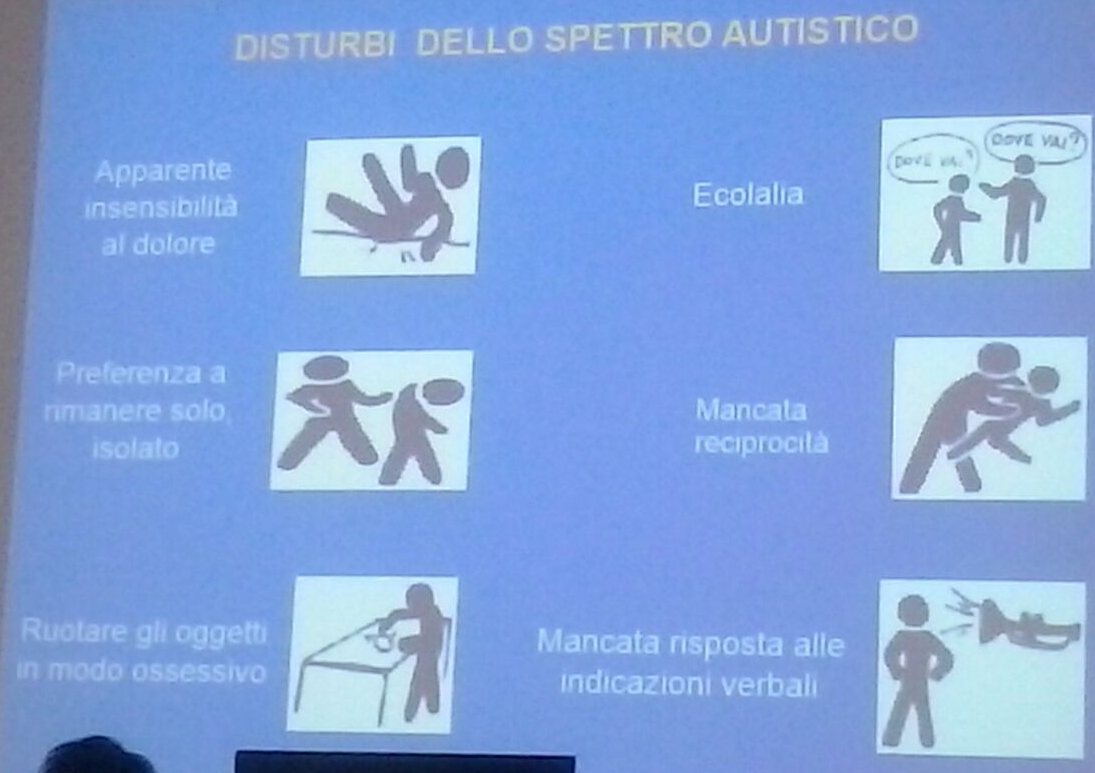 DISTURBI DELLO SPETTRO AUTISTICO
Apparente
insensibilità
al dolore
Ecolalia
DOVE VAI?
DOVE VAI?
Preferenza a
rimanere solo,
isolato
Mancata
reciprocità
Ruotare gli oggetti
in modo ossessivo
Mancata risposta alle
indicazioni verbali